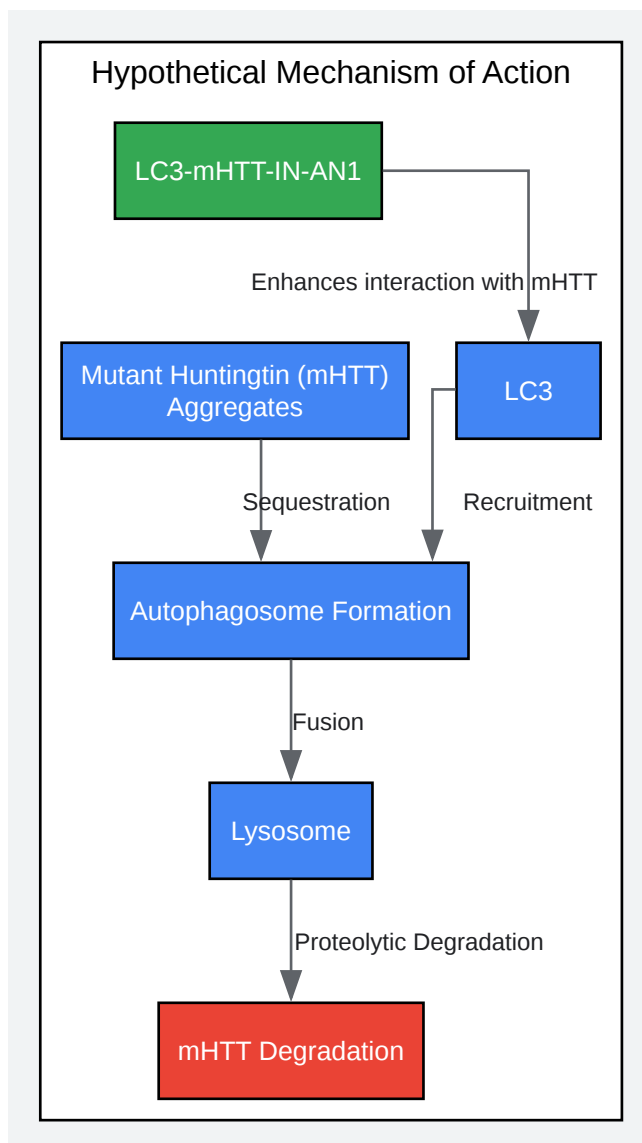 Hypothetical Mechanism of Action
LC3-mHTT-IN-AN1
Enhances interaction with mHTT
Mutant Huntingtin (mHTT)
Aggregates
LC3
Sequestration
Recruitment
Autophagosome Formation
Fusion
Lysosome
Proteolytic Degradation
mHTT Degradation